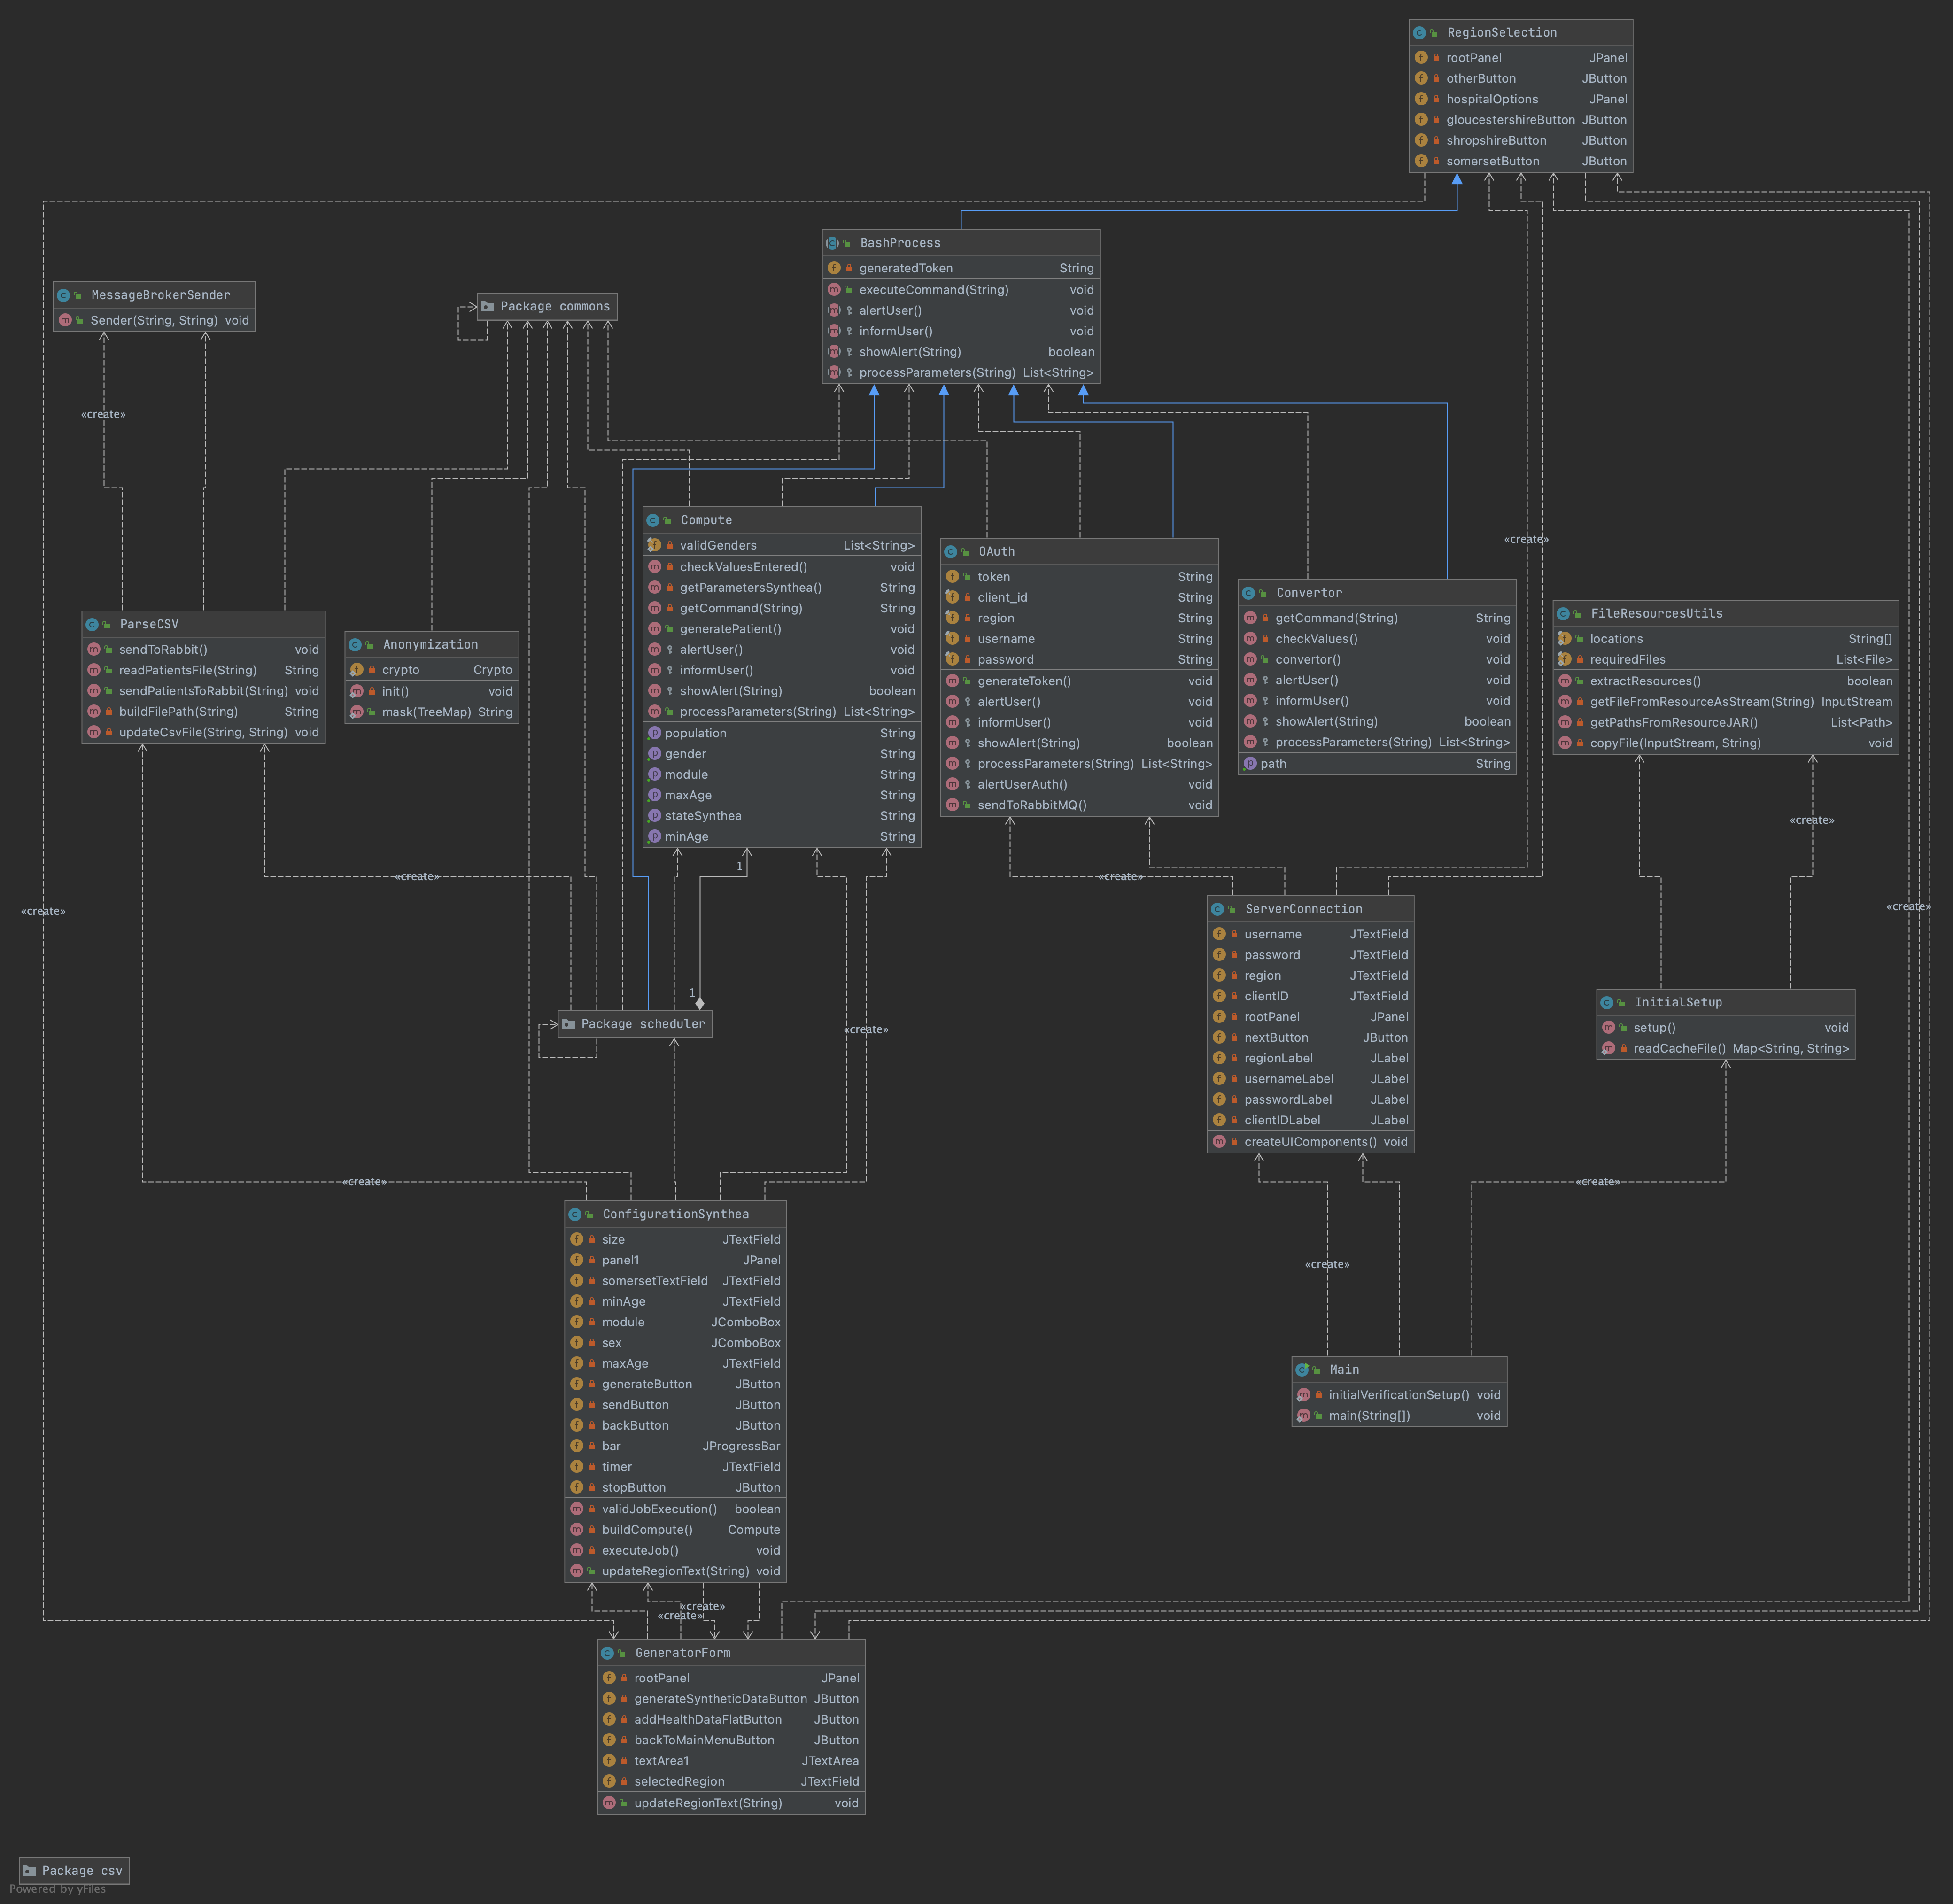 RegionSelection
rootPanel JPanel
otherButton JButton
hospitalOptions JPanel
gloucestershireButton JButton
shropshireButton JButton
somersetButton JButton
BashProcess
generatedToken String
executeCommand(String) void
alertUser() void
informUser() void
showAlert(String) boolean
processParameters(String) List<String>
MessageBrokerSender
Sender(String, String) void
Package commons
«create»
Compute
validGenders List<String>
checkValuesEntered() void
getParametersSynthea() String
getCommand(String) String
generatePatient() void
alertUser() void
informUser() void
showAlert(String) boolean
processParameters(String) List<String>
population String
gender String
module String
maxAge String
stateSynthea String
minAge String
OAuth
token String
client_id String
region String
username String
password String
generateToken() void
alertUser() void
informUser() void
showAlert(String) boolean
processParameters(String) List<String>
alertUserAuth() void
sendToRabbitMQ() void
«create»
Convertor
getCommand(String) String
checkValues() void
convertor() void
alertUser() void
informUser() void
showAlert(String) boolean
processParameters(String) List<String>
path String
FileResourcesUtils
locations String[]
requiredFiles List<File>
extractResources() boolean
getFileFromResourceAsStream(String) InputStream
getPathsFromResourceJAR() List<Path>
copyFile(InputStream, String) void
ParseCSV
sendToRabbit() void
readPatientsFile(String) String
sendPatientsToRabbit(String) void
buildFilePath(String) String
updateCsvFile(String, String) void
Anonymization
crypto Crypto
init() void
mask(TreeMap) String
«create»
1
«create»
«create»
«create»
«create»
ServerConnection
username JTextField
password JTextField
region JTextField
clientID JTextField
rootPanel JPanel
nextButton JButton
regionLabel JLabel
usernameLabel JLabel
passwordLabel JLabel
clientIDLabel JLabel
createUIComponents() void
1
Package scheduler
«create»
InitialSetup
setup() void
readCacheFile() Map<String, String>
«create»
«create»
ConfigurationSynthea
size JTextField
panel1 JPanel
somersetTextField JTextField
minAge JTextField
module JComboBox
sex JComboBox
maxAge JTextField
generateButton JButton
sendButton JButton
backButton JButton
bar JProgressBar
timer JTextField
stopButton JButton
validJobExecution() boolean
buildCompute() Compute
executeJob() void
updateRegionText(String) void
«create»
Main
initialVerificationSetup() void
main(String[]) void
«create»
«create»
GeneratorForm
rootPanel JPanel
generateSyntheticDataButton JButton
addHealthDataFlatButton JButton
backToMainMenuButton JButton
textArea1 JTextArea
selectedRegion JTextField
updateRegionText(String) void
Package csv
Powered by yFiles